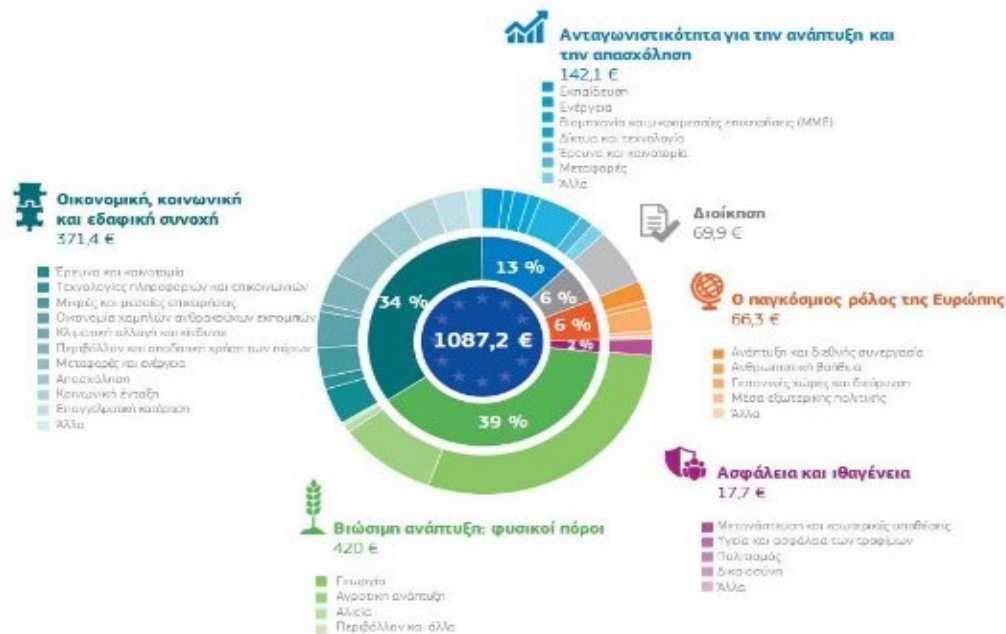 Ανταγωνιστικότητα για την ανάπτυξη και
την απασχόληση
142,1 €
Εκπαίδευση
Ενέργεια
Βιομηχανία και μικρομεσαίες επιχειρήσεις (ΜΜΕ)
Δίκτυα και τεχνολογία
Έρευνα και καινοτομία
Μεταφορές
Άλλα
Οικονομική, κοινωνική
και εδαφική συνοχή
371,4 €
Έρευνα και καινοτομία
Τεχνολογίες πληροφοριών και επικοινωνιών
Μικρές και μεσαίες επιχειρήσεις
Οικονομία χαμηλών ανθρακούχων εκπομπών
Κλιματική αλλαγή και κίνδυνοι
Περιβάλλον και αποδοτική χρήση των πόρων
Μεταφορές και ενέργεια
Απασχόληση
Κοινωνική ένταξη
Επαγγελματική κατάρτιση
Άλλα
Διοίκηση
69,9 €
Ο παγκόσμιος ρόλος της Ευρώπης
66,3 €
Ανάπτυξη και διεθνής συνεργασία
Ανθρωπιστική βοήθεια
Γειτονικές χώρες και διεύρυνση
Μέσα εξωτερικής πολιτικής
Άλλα
13 %
34 %
6 %
6 %
2 %
1087,2 €
39 %
Ασφάλεια και ιθαγένεια
17,7 €
Μετανάστευση και εσωτερικές υποθέσεις
Υγεία και ασφάλεια των τροφίμων
Πολιτισμός
Δικαιοσύνη
Άλλα
Βιώσιμη ανάπτυξη: φυσικοί πόροι
420 €
Γεωργία
Αγροτική ανάπτυξη
Αλιεία
Περιβάλλον και άλλα